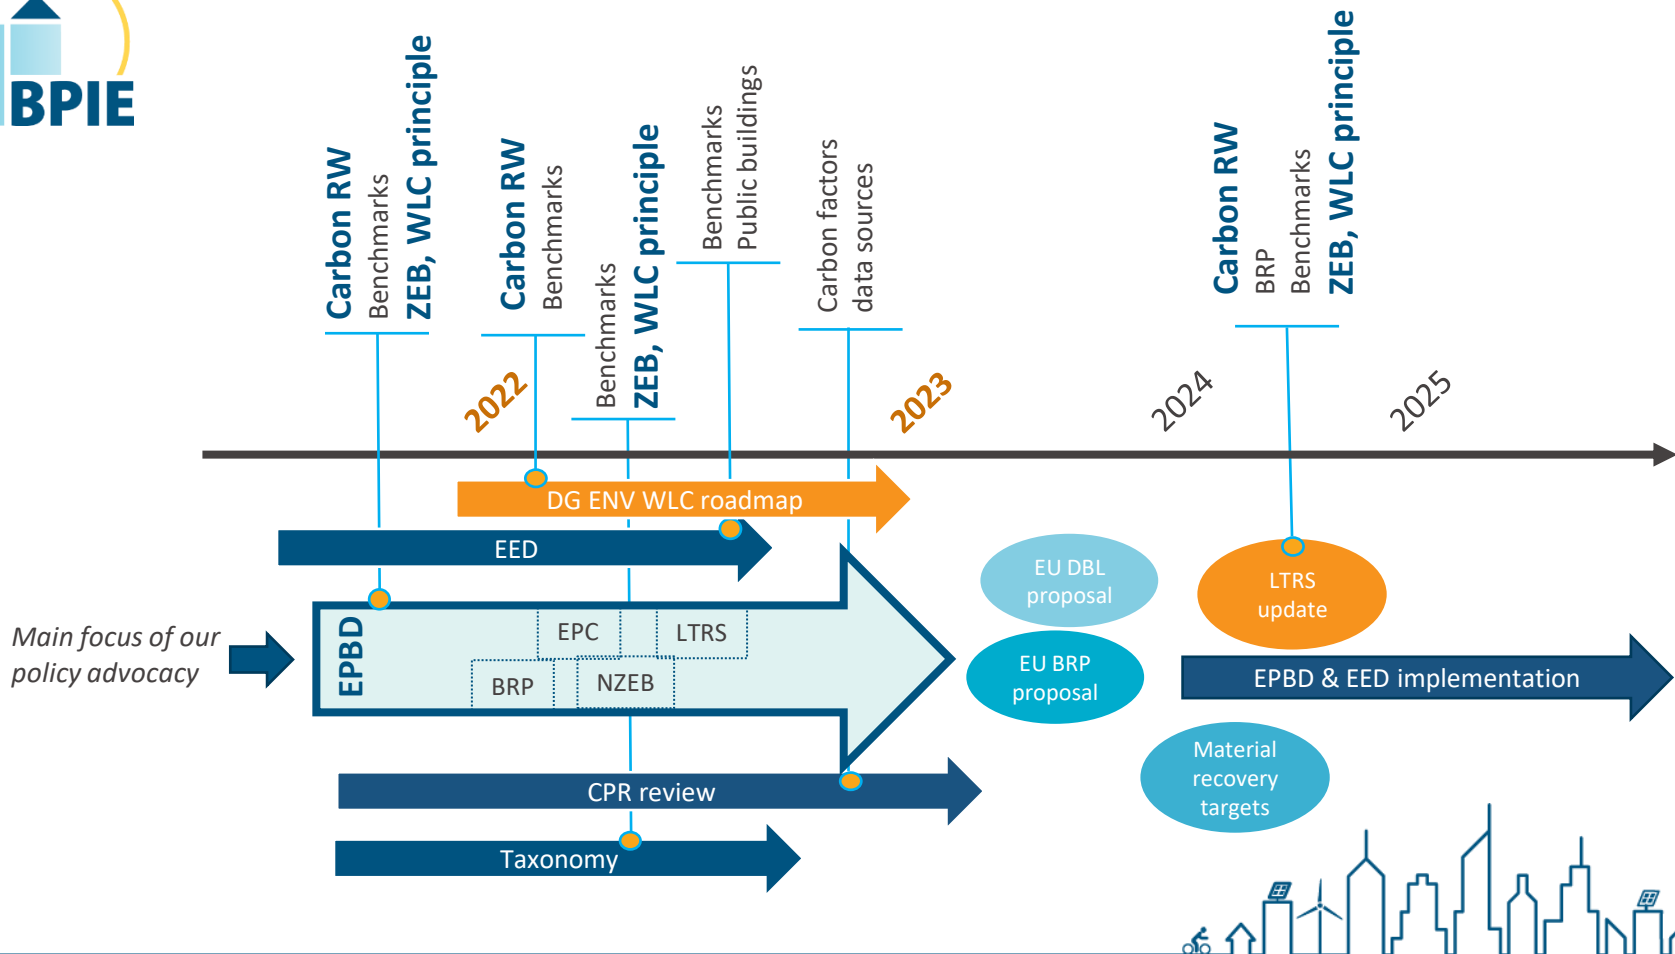 BPIE
Carbon RW
Benchmarks
ZEB, WLC principle
Carbon RW
Benchmarks
Benchmarks
ZEB, WLC principle
Benchmarks
Public buildings
Carbon factors
data sources
Carbon RW
BRP
Benchmarks
ZEB, WLC principle
2022
2023
2024
2025
DG ENV WLC roadmap
EED
Main focus of our
policy advocacy
EPBD
EPC
LTRS
BRP
NZEB
EU DBL
proposal
EU BRP
proposal
LTRS
update
EPBD & EED implementation
Material
recovery
targets
CPR review
Taxonomy